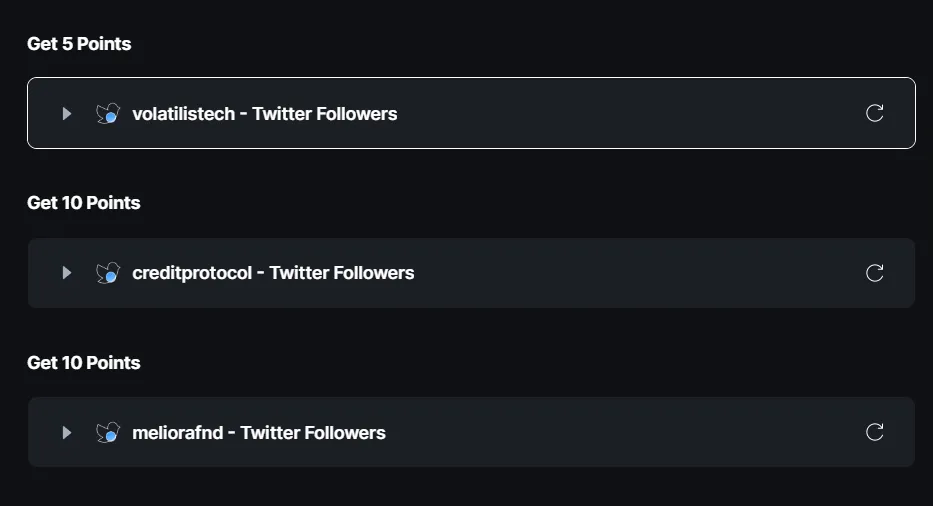 Get 5 Points
volatilistech - Twitter Followers
Get 10 Points
creditprotocol - Twitter Followers
Get 10 Points
meliorafnd - Twitter Followers